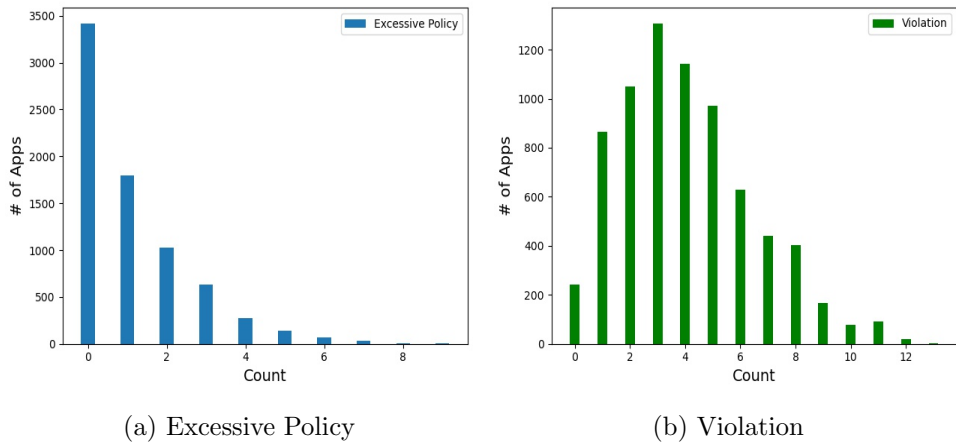 3500
3000
2500
2000
1500
1000
500
0
# of Apps
Excessive Policy
0 2 4 6 8
Count
(a) Excessive Policy
1200
1000
800
600
400
200
0
# of Apps
Violation
0 2 4 6 8 10 12
Count
(b) Violation